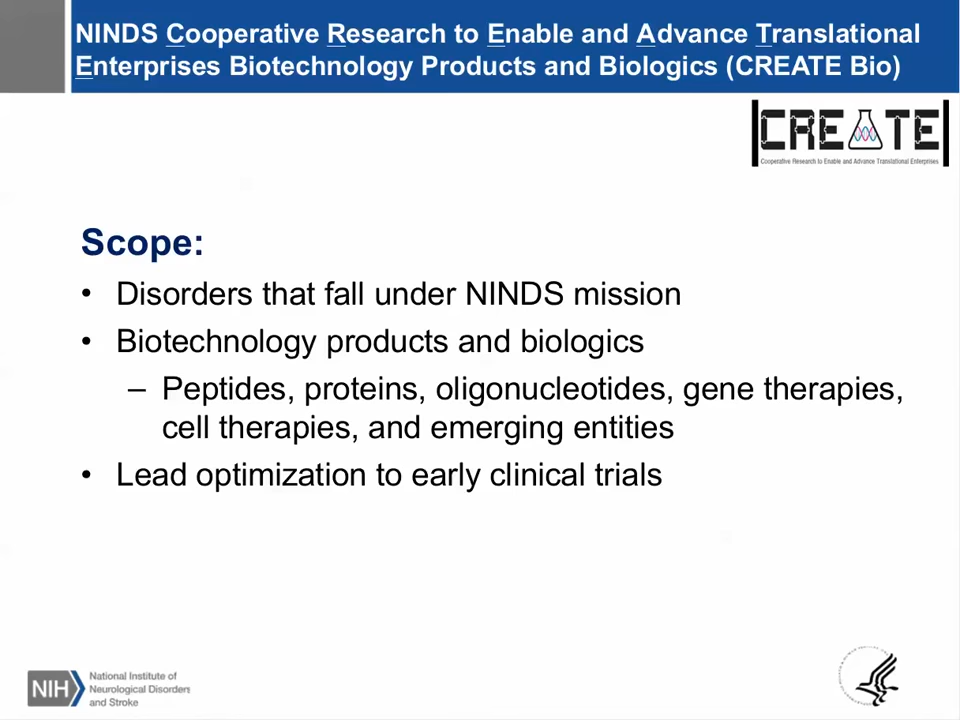 NINDS Cooperative Research to Enable and Advance Translational
Enterprises Biotechnology Products and Biologics (CREATE Bio)
CREATE
Cooperative Research to Enable and Advance Translational Enterprises
Scope:
• Disorders that fall under NINDS mission
• Biotechnology products and biologics
– Peptides, proteins, oligonucleotides, gene therapies,
cell therapies, and emerging entities
• Lead optimization to early clinical trials
NIH
National Institute of
Neurological Disorders
and Stroke